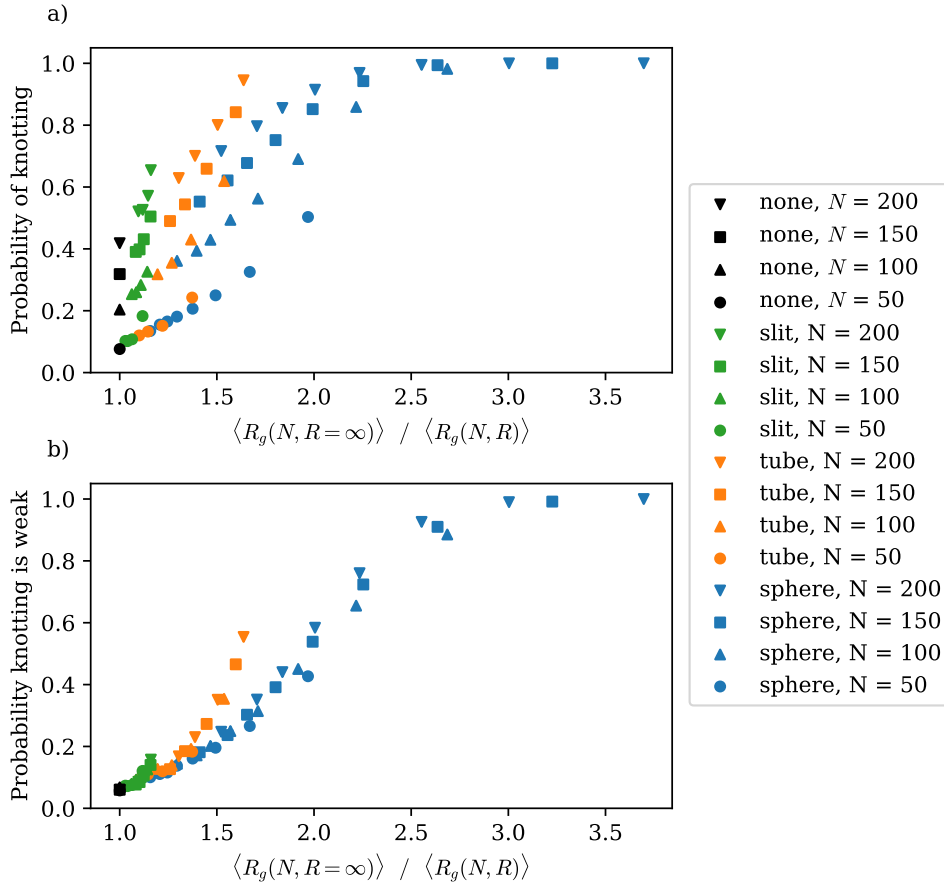 a)
Probability of knotting
1.0
0.8
0.6
0.4
0.2
0.0
1.0 1.5 2.0 2.5 3.0 3.5
⟨R_g(N, R = ∞)⟩ / ⟨R_g(N, R)⟩
b)
Probability knotting is weak
1.0
0.8
0.6
0.4
0.2
0.0
1.0 1.5 2.0 2.5 3.0 3.5
⟨R_g(N, R = ∞)⟩ / ⟨R_g(N, R)⟩
none, N = 200
none, N = 150
none, N = 100
none, N = 50
slit, N = 200
slit, N = 150
slit, N = 100
slit, N = 50
tube, N = 200
tube, N = 150
tube, N = 100
tube, N = 50
sphere, N = 200
sphere, N = 150
sphere, N = 100
sphere, N = 50